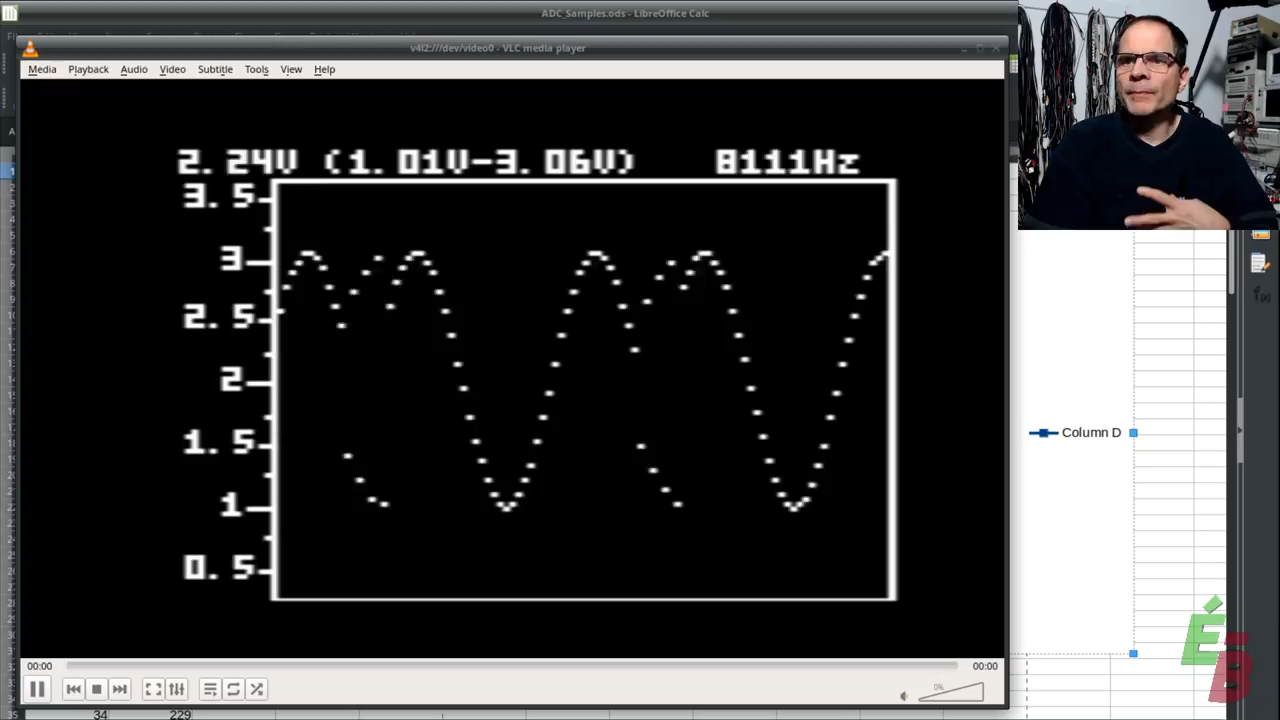 ADC_Samples.ods - LibreOffice Calc
v4l2:///dev/video0 - VLC media player
Media Playback Audio Video Subtitle Tools View Help
2.24V (1.01V-3.06V) 8111Hz
3.5
3
2.5
2
1.5
1
0.5
Column D
00:00 00:00
0%
34 229
ÉB